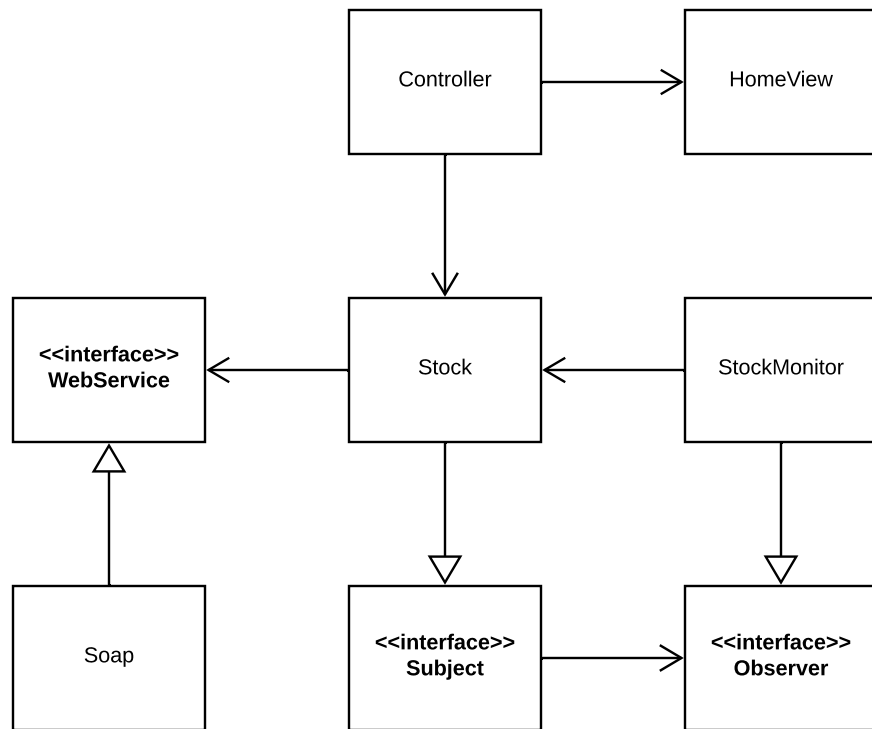 Controller
HomeView
<<interface>>
WebService
Stock
StockMonitor
Soap
<<interface>>
Subject
<<interface>>
Observer